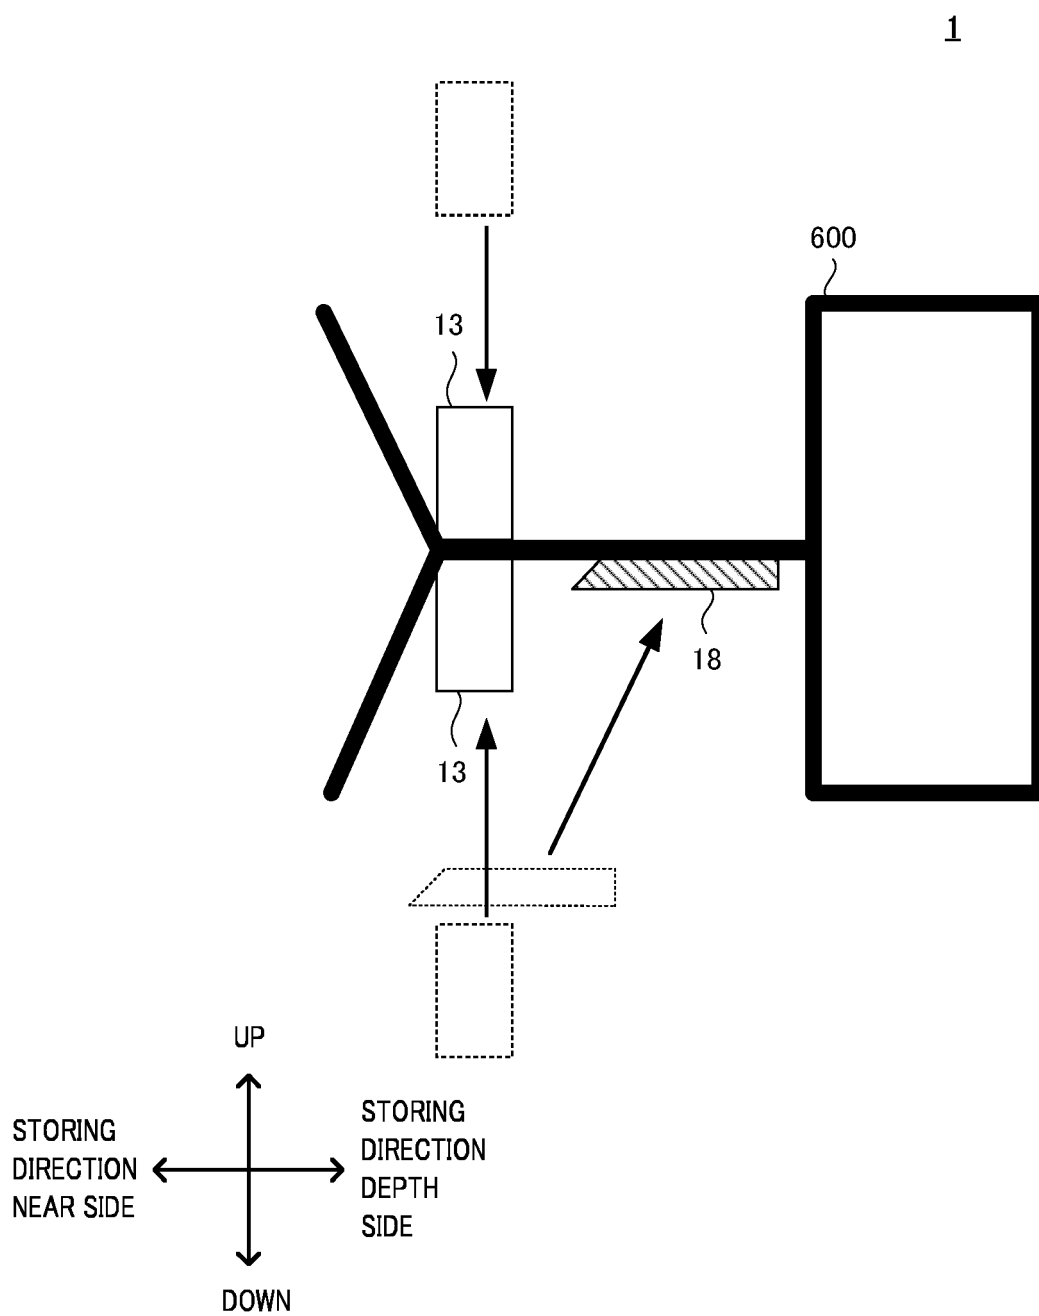 1
600
13
18
13
UP
STORING
DIRECTION
NEAR SIDE
STORING
DIRECTION
DEPTH
SIDE
DOWN